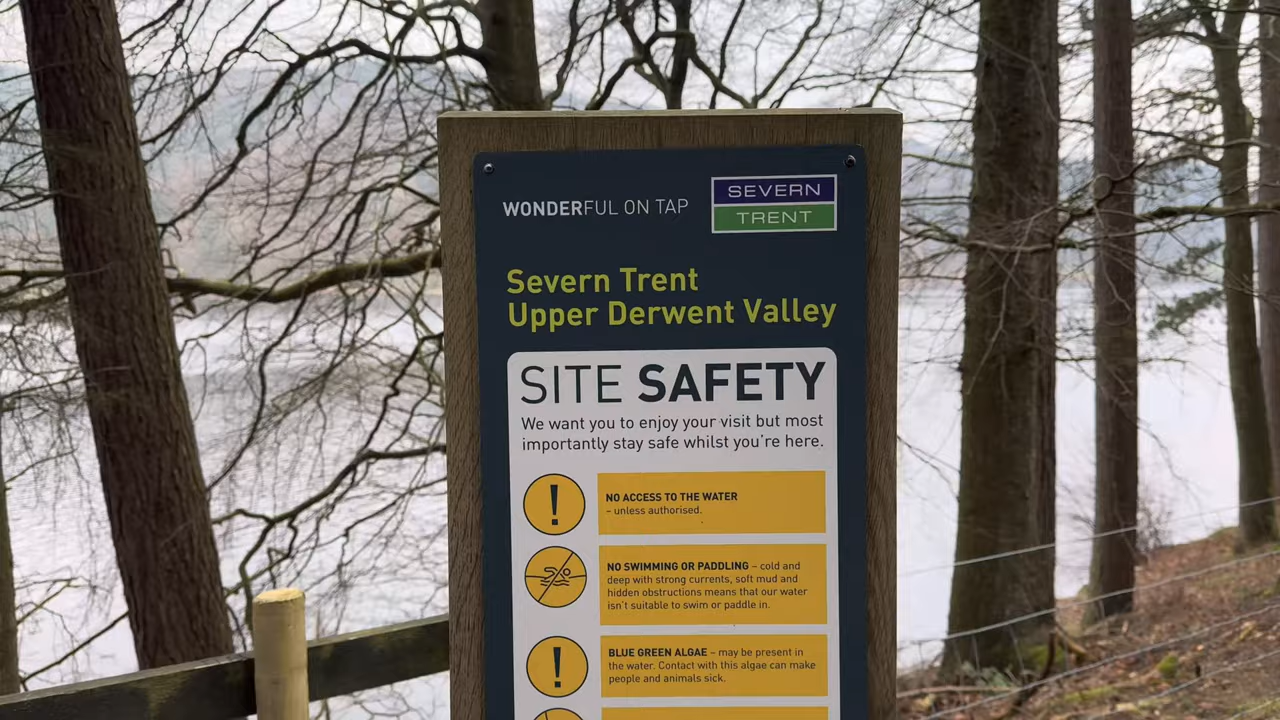 WONDERFUL ON TAP
SEVERN
TRENT
Severn Trent
Upper Derwent Valley
SITE SAFETY
We want you to enjoy your visit but most
importantly stay safe whilst you're here.
!
NO ACCESS TO THE WATER
– unless authorised.
NO SWIMMING OR PADDLING – cold and
deep with strong currents, soft mud and
hidden obstructions means that our water
isn't suitable to swim or paddle in.
!
BLUE GREEN ALGAE – may be present in
the water. Contact with this algae can make
people and animals sick.